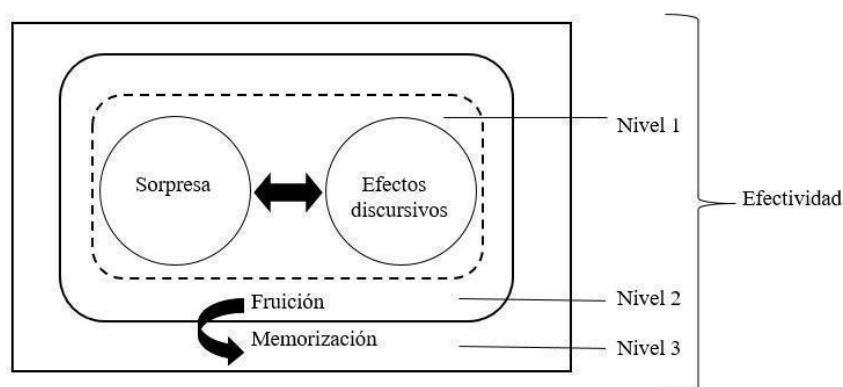 Nivel 1
Sorpresa
Efectos
discursivos
Efectividad
Fruición
Nivel 2
Memorización
Nivel 3